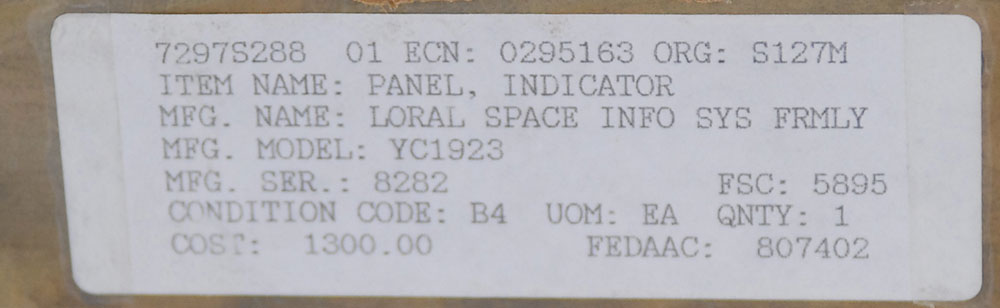 7297S288 01 ECN: 0295163 ORG: S127M
ITEM NAME: PANEL, INDICATOR
MFG. NAME: LORAL SPACE INFO SYS FRMLY
MFG. MODEL: YC1923
MFG. SER.: 8282 FSC: 5895
CONDITION CODE: B4 UOM: EA QNTY: 1
COST: 1300.00 FEDAAC: 807402